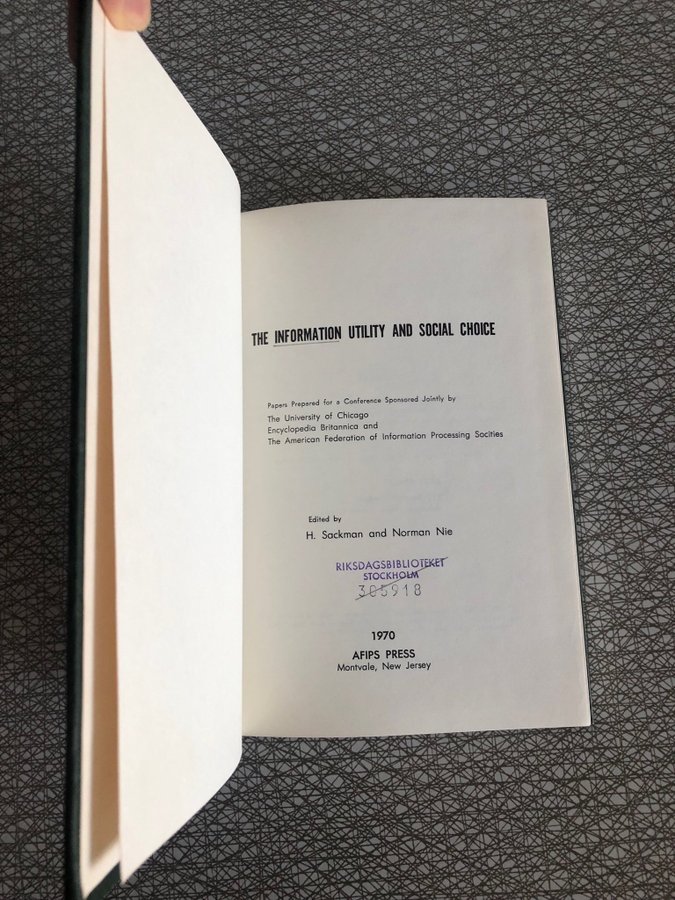 THE INFORMATION UTILITY AND SOCIAL CHOICE
Papers Prepared for a Conference Sponsored Jointly by
The University of Chicago
Encyclopedia Britannica and
The American Federation of Information Processing Socities
Edited by
H. Sackman and Norman Nie
RIKSDAGSBIBLIOTEKET
STOCKHOLM
305918
1970
AFIPS PRESS
Montvale, New Jersey